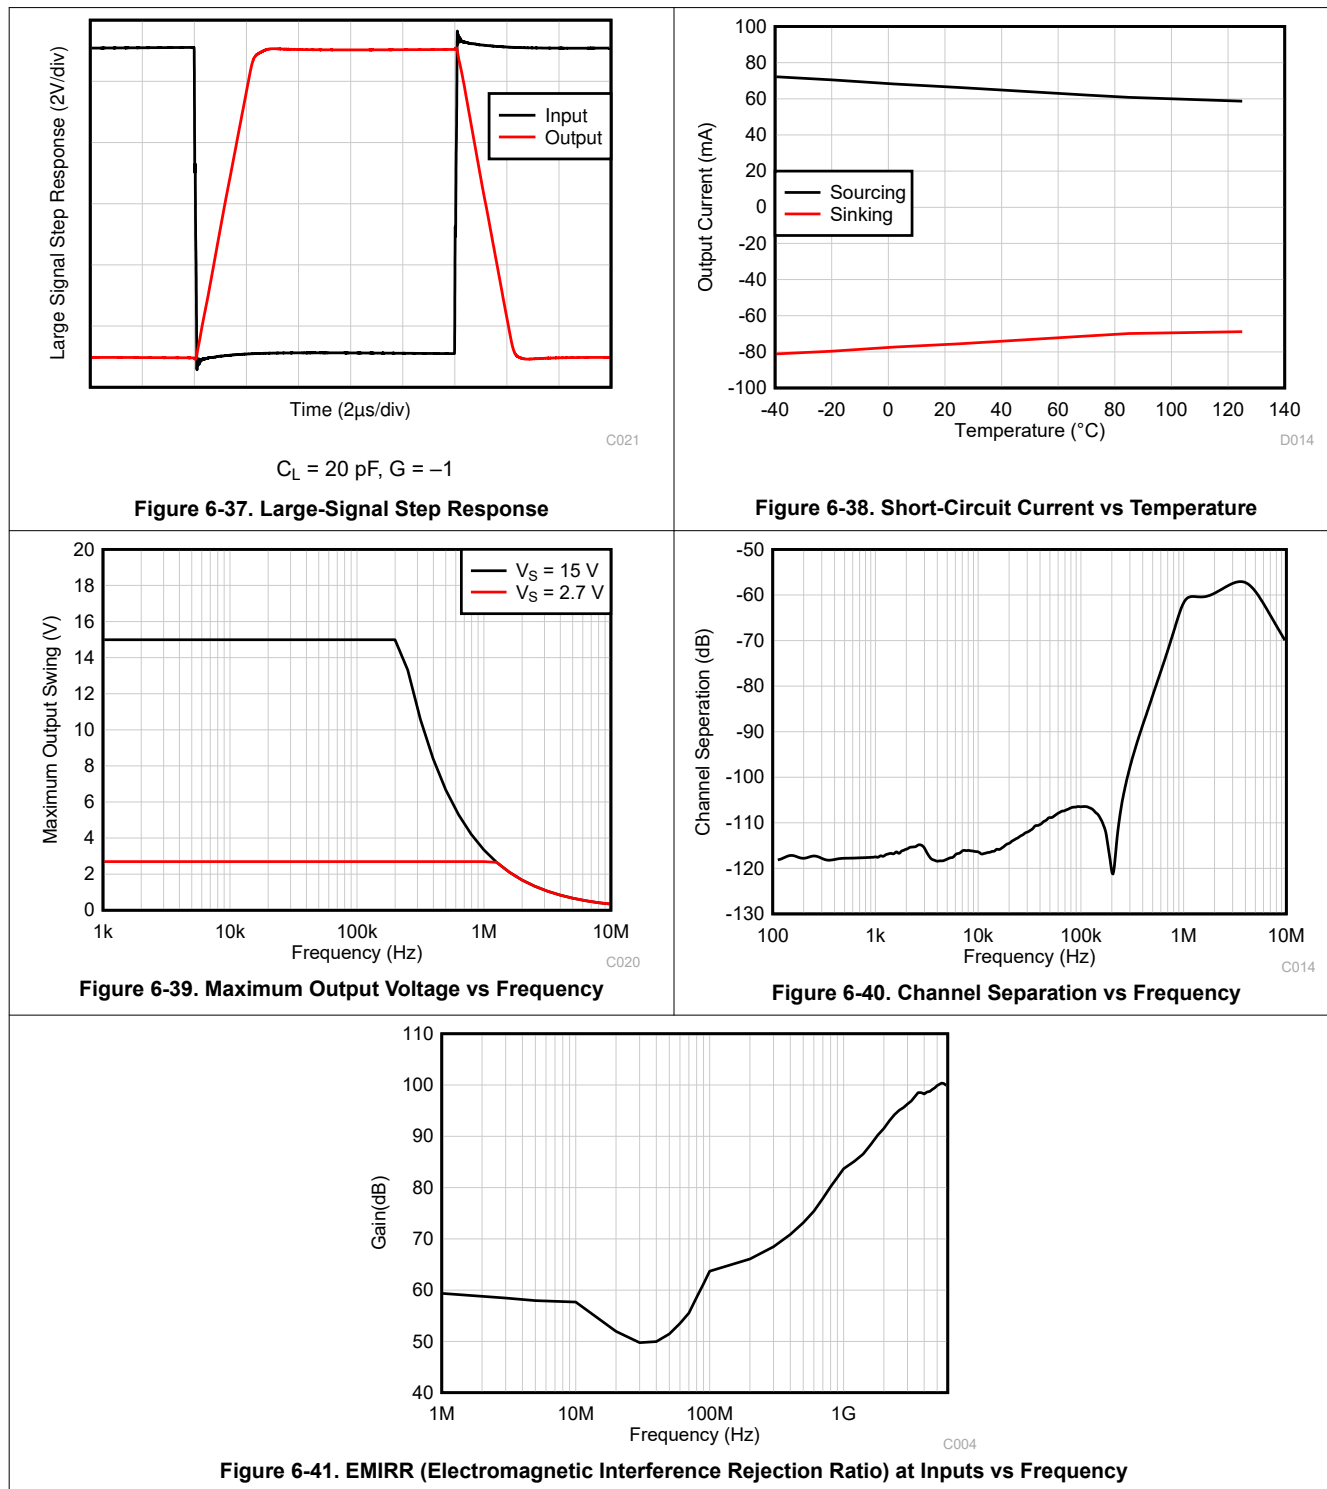 Large Signal Step Response (2V/div)
Input
Output
Time (2μs/div)
C021
CL = 20 pF, G = –1
Figure 6-37. Large-Signal Step Response
100
80
60
40
20
0
-20
-40
-60
-80
-100
Output Current (mA)
Sourcing
Sinking
-40 -20 0 20 40 60 80 100 120 140
Temperature (°C)
D014
Figure 6-38. Short-Circuit Current vs Temperature
20
18
16
14
12
10
8
6
4
2
0
Maximum Output Swing (V)
VS = 15 V
VS = 2.7 V
1k 10k 100k 1M 10M
Frequency (Hz)
C020
Figure 6-39. Maximum Output Voltage vs Frequency
-50
-60
-70
-80
-90
-100
-110
-120
-130
Channel Seperation (dB)
100 1k 10k 100k 1M 10M
Frequency (Hz)
C014
Figure 6-40. Channel Separation vs Frequency
110
100
90
80
70
60
50
40
Gain(dB)
1M 10M 100M 1G
Frequency (Hz)
C004
Figure 6-41. EMIRR (Electromagnetic Interference Rejection Ratio) at Inputs vs Frequency